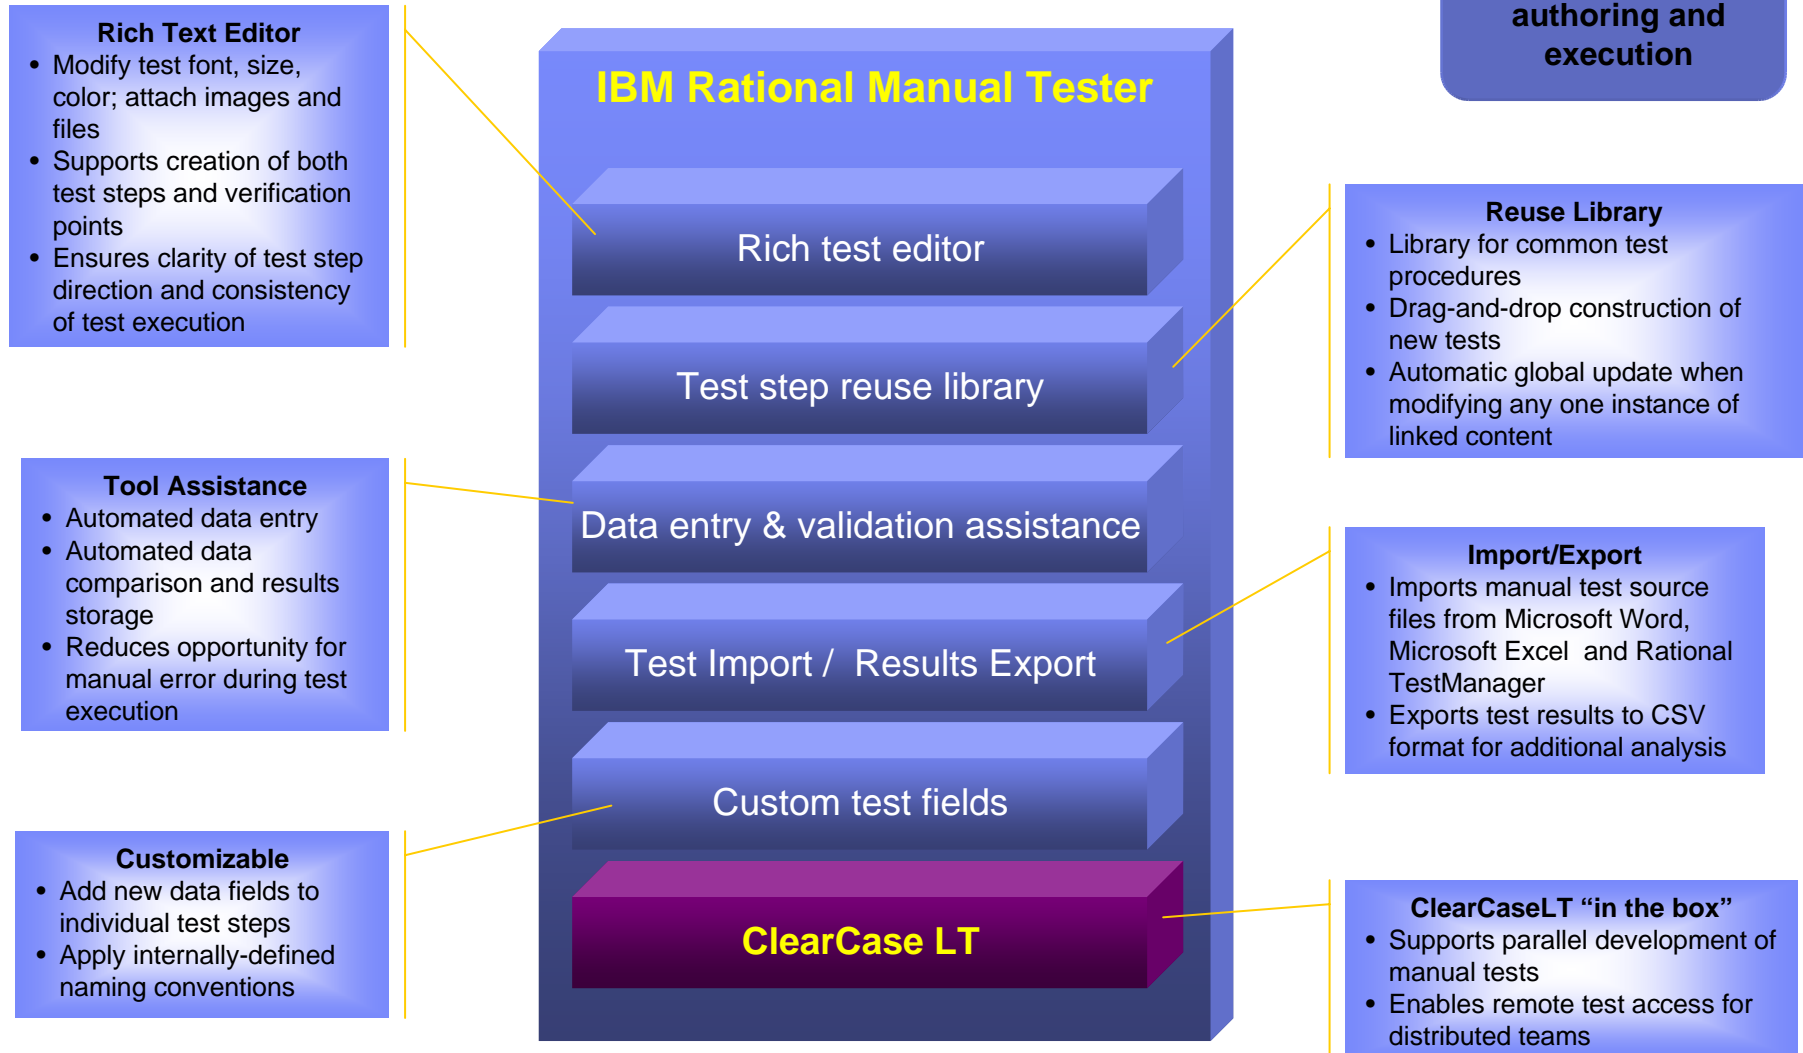 authoring and
execution
IBM Rational Manual Tester
Rich Text Editor
• Modify test font, size,
color; attach images and
files
• Supports creation of both
test steps and verification
points
• Ensures clarity of test step
direction and consistency
of test execution
Rich test editor
Reuse Library
• Library for common test
procedures
• Drag-and-drop construction of
new tests
• Automatic global update when
modifying any one instance of
linked content
Test step reuse library
Tool Assistance
• Automated data entry
• Automated data
comparison and results
storage
• Reduces opportunity for
manual error during test
execution
Data entry & validation assistance
Import/Export
• Imports manual test source
files from Microsoft Word,
Microsoft Excel  and Rational
TestManager
• Exports test results to CSV
format for additional analysis
Test Import /  Results Export
Custom test fields
Customizable
• Add new data fields to
individual test steps
• Apply internally-defined
naming conventions
ClearCase LT
ClearCaseLT “in the box”
• Supports parallel development of
manual tests
• Enables remote test access for
distributed teams